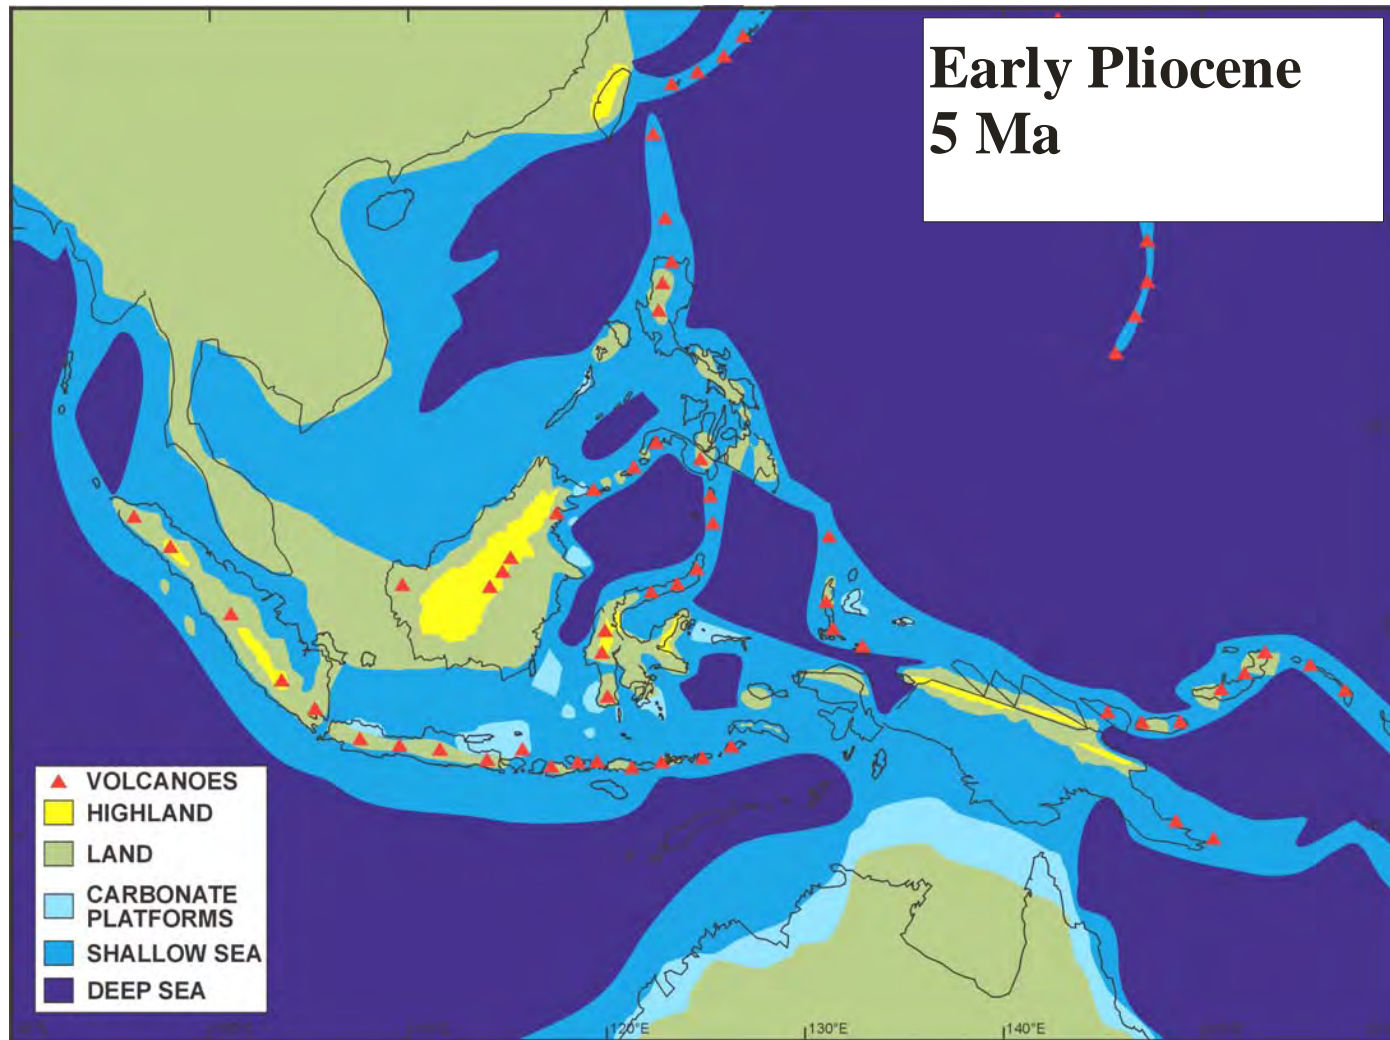 Early Pliocene
5 Ma
VOLCANOES
HIGHLAND
LAND
CARBONATE
PLATFORMS
SHALLOW SEA
DEEP SEA
120°E
130°E
140°E